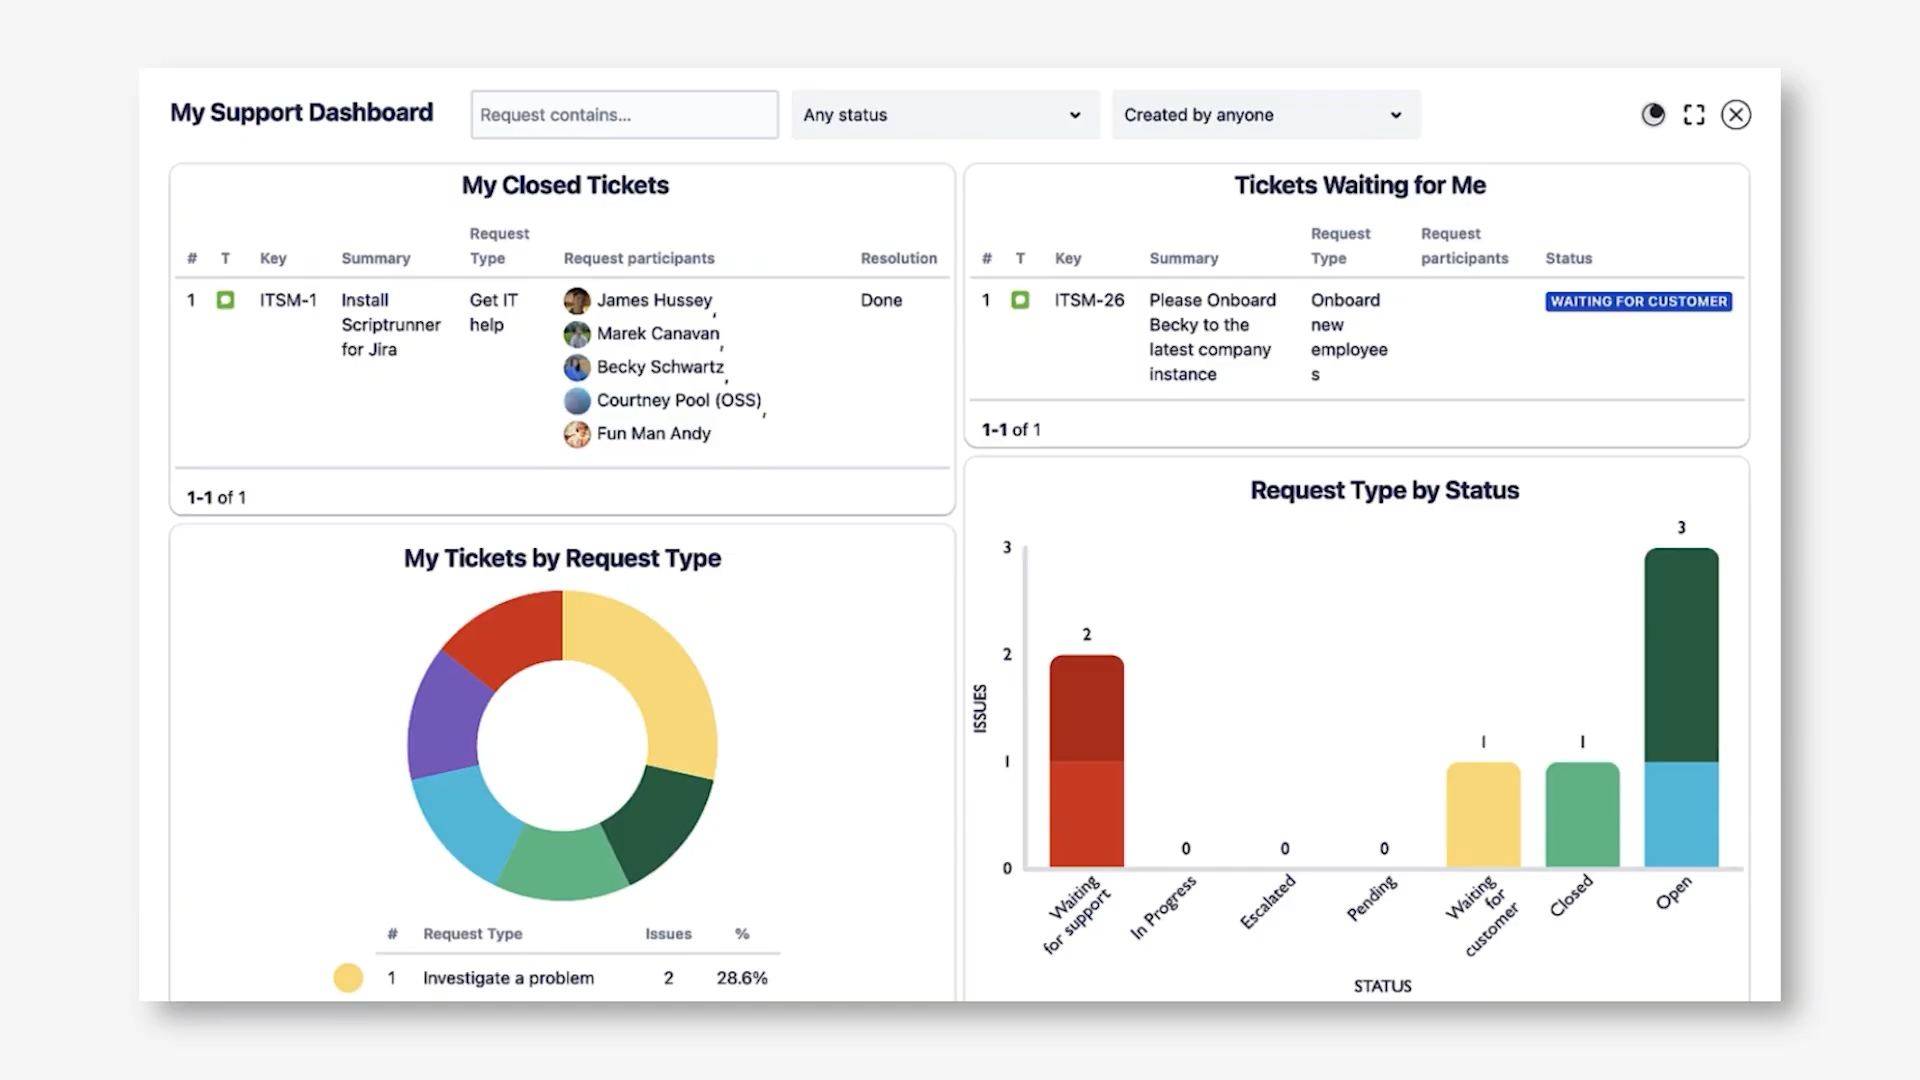 My Support Dashboard
Request contains...
Any status
Created by anyone
My Closed Tickets
# T Key Summary Request Type Request participants Resolution
1 ITSM-1 Install Scriptrunner for Jira Get IT help James Hussey, Done
Marek Canavan,
Becky Schwartz,
Courtney Pool (OSS),
Fun Man Andy
1-1 of 1
Tickets Waiting for Me
# T Key Summary Request Type Request participants Status
1 ITSM-26 Please Onboard Becky to the latest company instance Onboard new employees WAITING FOR CUSTOMER
1-1 of 1
My Tickets by Request Type
# Request Type Issues %
1 Investigate a problem 2 28.6%
Request Type by Status
3
2
1
0
ISSUES
2
0
0
0
1
1
3
Waiting for support
In Progress
Escalated
Pending
Waiting for customer
Closed
Open
STATUS